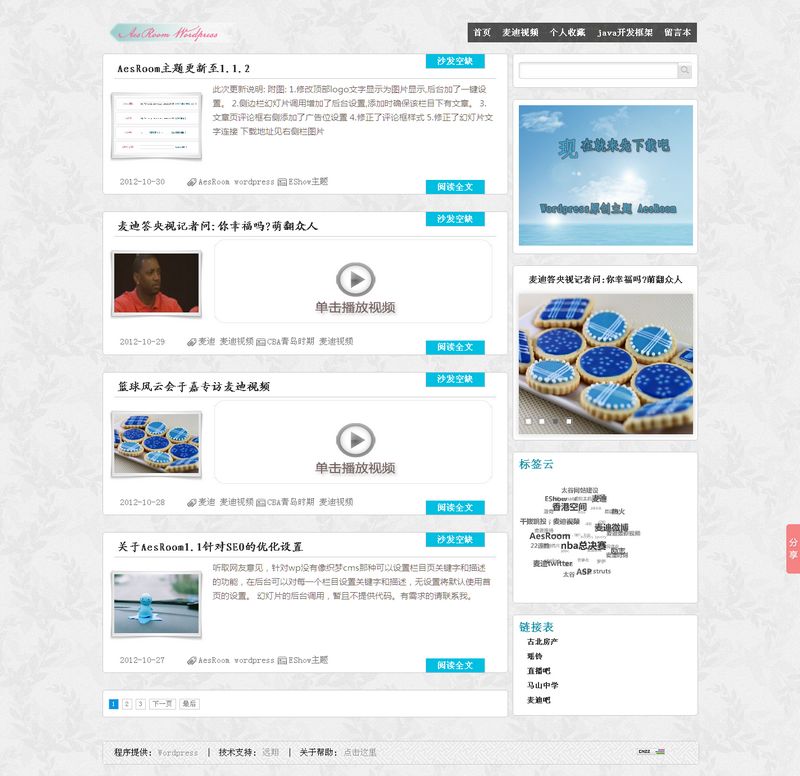 AesRoom Wordpress
首页 麦迪视频 个人收藏 java开发框架 留言本
AesRoom主题更新至1.1.2
沙发空缺
此次更新说明: 附图: 1.修改顶部logo文字显示为图片显示,后台加了一键设
置。 2.侧边栏幻灯片调用增加了后台设置,添加时确保该栏目下有文章。 3.
文章页评论框右侧添加了广告位设置 4.修正了评论框样式 5.修正了幻灯片文
字连接 下载地址见右侧栏图片
2012-10-30 AesRoom wordpress EShow主题
阅读全文
麦迪答央视记者问:你幸福吗?萌翻众人
沙发空缺
单击播放视频
2012-10-29 麦迪 麦迪视频 CBA青岛时期 麦迪视频
阅读全文
篮球风云会于嘉专访麦迪视频
沙发空缺
单击播放视频
2012-10-28 麦迪 麦迪视频 CBA青岛时期 麦迪视频
阅读全文
关于AesRoom1.1针对SEO的优化设置
沙发空缺
听取网友意见，针对wp没有像织梦cms那种可以设置栏目页关键字和描述
的功能，在后台可以对每一个栏目设置关键字和描述，无设置将默认使用首
页的设置。 幻灯片的后台调用，暂且不提供代码。有需求的请联系我。
2012-10-27 AesRoom wordpress EShow主题
阅读全文
1 2 3 下一页 最后
现在就来先下载吧
Wordpress原创主题 AesRoom
麦迪答央视记者问:你幸福吗?萌翻众人
标签云
太谷网站建设
EShow
麦迪
香港空间
热火
干拨跳投
麦迪视频
麦迪微博
AesRoom
nba总决赛
麦迪twitter
太谷
ASP
struts
链接表
古北房产
瑶铃
直播吧
马山中学
麦迪吧
分享
程序提供: Wordpress | 技术支持: 远翔 | 关于帮助: 点击这里
CNZZ